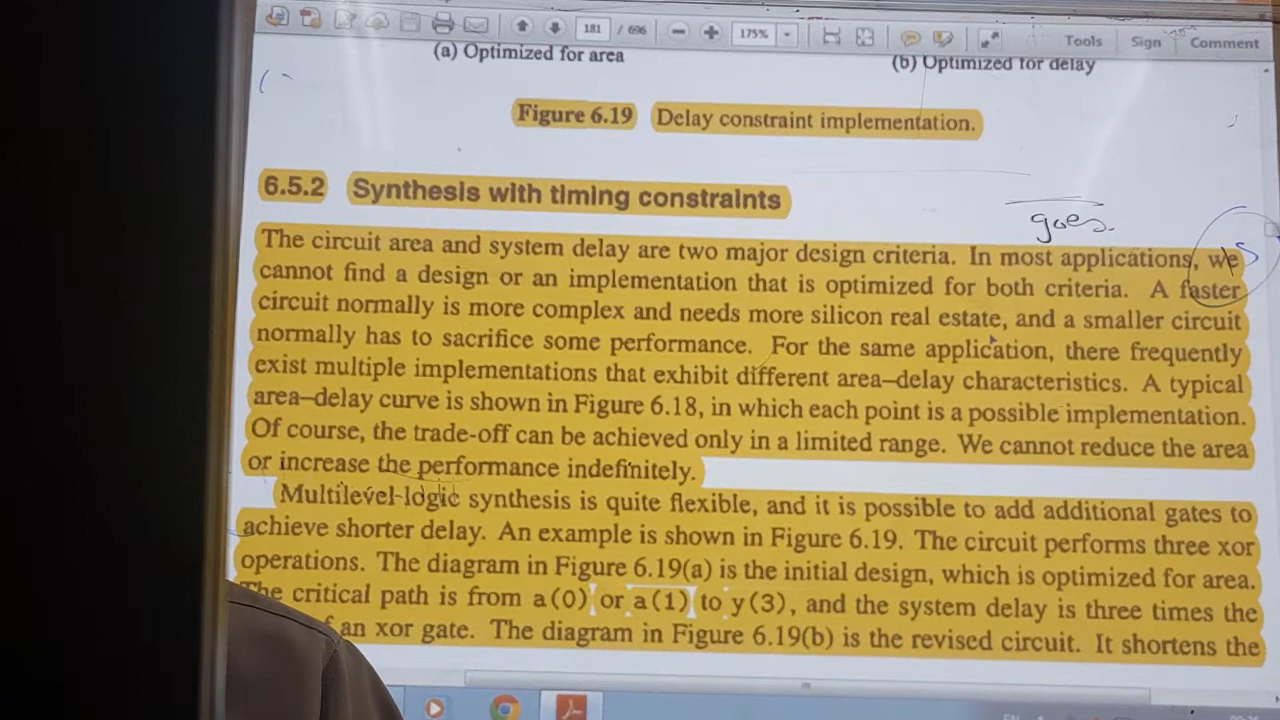 181 / 696 175% Tools Sign Comment
(a) Optimized for area (b) Optimized for delay
Figure 6.19 Delay constraint implementation.
6.5.2 Synthesis with timing constraints
goes.
The circuit area and system delay are two major design criteria. In most applications, we
cannot find a design or an implementation that is optimized for both criteria. A faster
circuit normally is more complex and needs more silicon real estate, and a smaller circuit
normally has to sacrifice some performance. For the same application, there frequently
exist multiple implementations that exhibit different area–delay characteristics. A typical
area–delay curve is shown in Figure 6.18, in which each point is a possible implementation.
Of course, the trade-off can be achieved only in a limited range. We cannot reduce the area
or increase the performance indefinitely.
Multilevel-logic synthesis is quite flexible, and it is possible to add additional gates to
achieve shorter delay. An example is shown in Figure 6.19. The circuit performs three xor
operations. The diagram in Figure 6.19(a) is the initial design, which is optimized for area.
The critical path is from a(0) or a(1) to y(3), and the system delay is three times the
an xor gate. The diagram in Figure 6.19(b) is the revised circuit. It shortens the